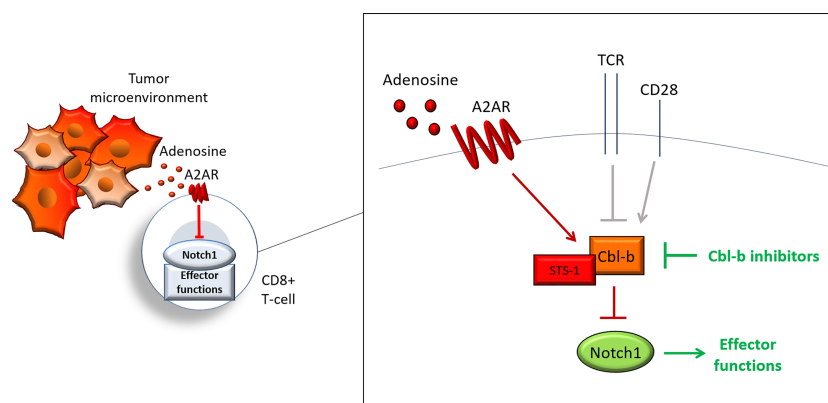 Tumor
microenvironment
Adenosine
A2AR
Notch1
Effector
functions
CD8+
T-cell
Adenosine
A2AR
TCR
CD28
STS-1
Cbl-b
Cbl-b inhibitors
Notch1
Effector
functions